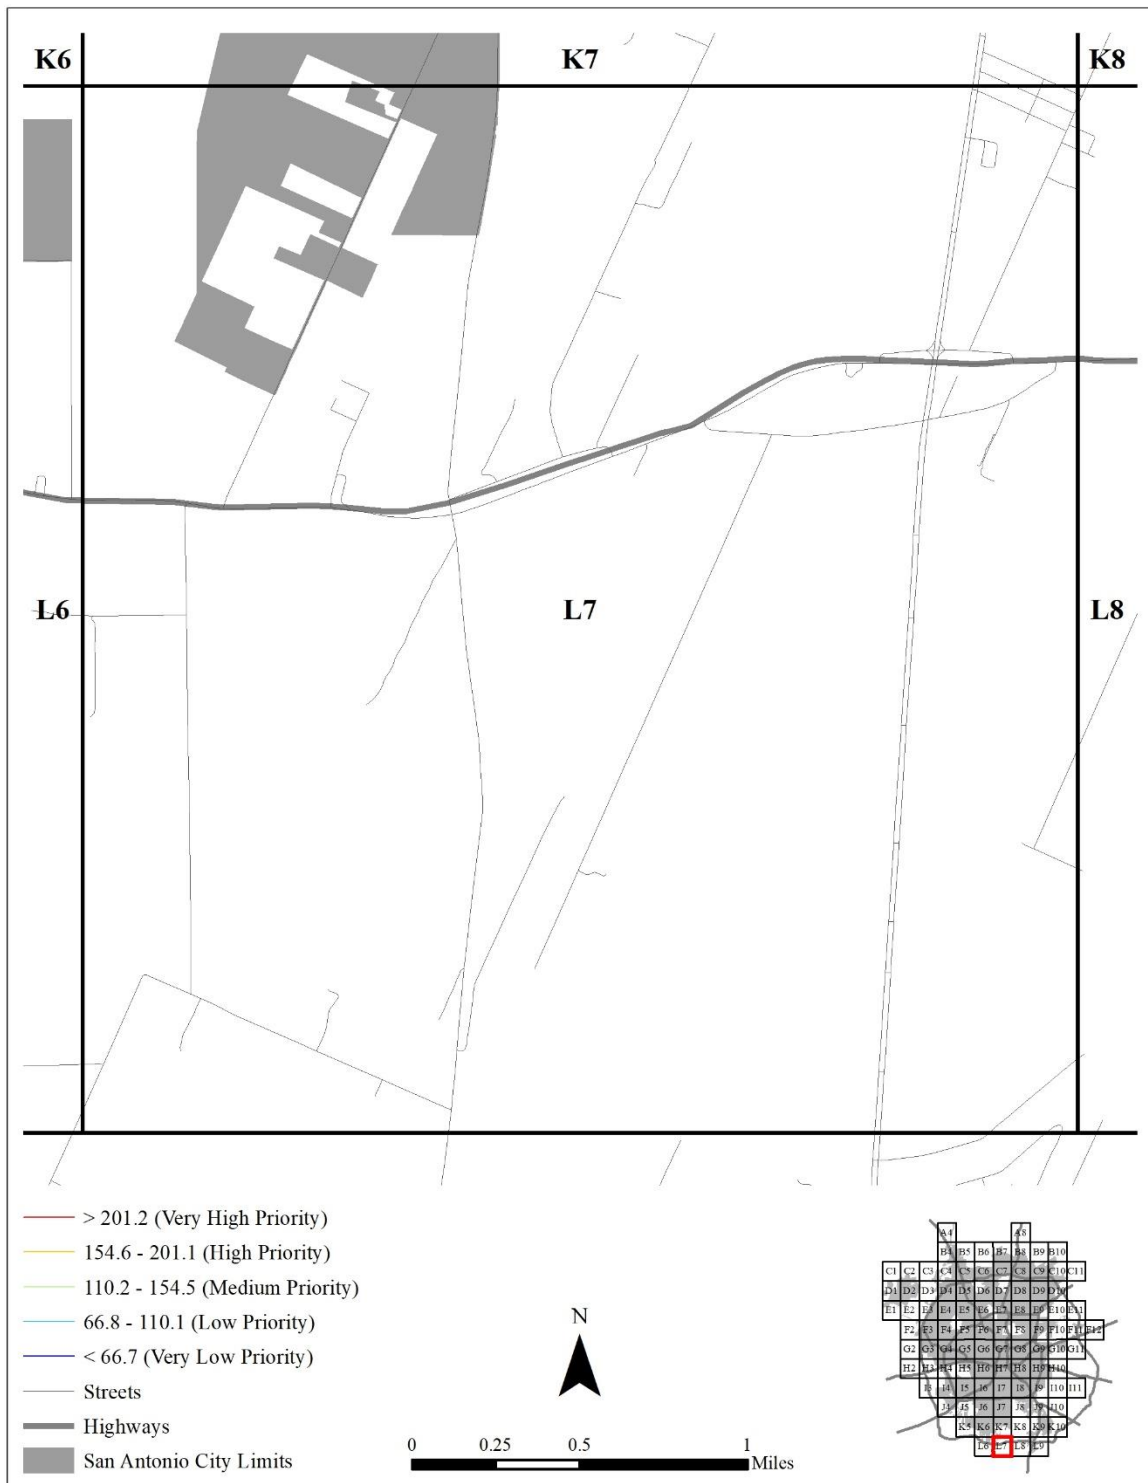 K6 K7 K8
L6 L7 L8
> 201.2 (Very High Priority)
154.6 - 201.1 (High Priority)
110.2 - 154.5 (Medium Priority)
66.8 - 110.1 (Low Priority)
< 66.7 (Very Low Priority)
Streets
Highways
San Antonio City Limits
N
0 0.25 0.5 1
Miles
A4 A8
B4 B5 B6 B7 B8 B9 B10
C1 C2 C3 C4 C5 C6 C7 C8 C9 C10 C11
D1 D2 D3 D4 D5 D6 D7 D8 D9 D10
E1 E2 E3 E4 E5 E6 E7 E8 E9 E10 E11
F2 F3 F4 F5 F6 F7 F8 F9 F10 F11 F12
G2 G3 G4 G5 G6 G7 G8 G9 G10 G11
H2 H3 H4 H5 H6 H7 H8 H9 H10
I3 I4 I5 I6 I7 I8 I9 I10 I11
J4 J5 J6 J7 J8 J9 J10
K5 K6 K7 K8 K9 K10
L6 L7 L8 L9